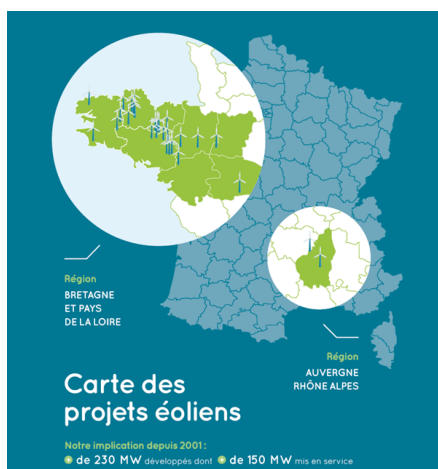 Région
BRETAGNE
ET PAYS
DE LA LOIRE
Région
AUVERGNE
RHÔNE ALPES
Carte des
projets éoliens
Notre implication depuis 2001 :
+ de 230 MW développés dont + de 150 MW mis en service